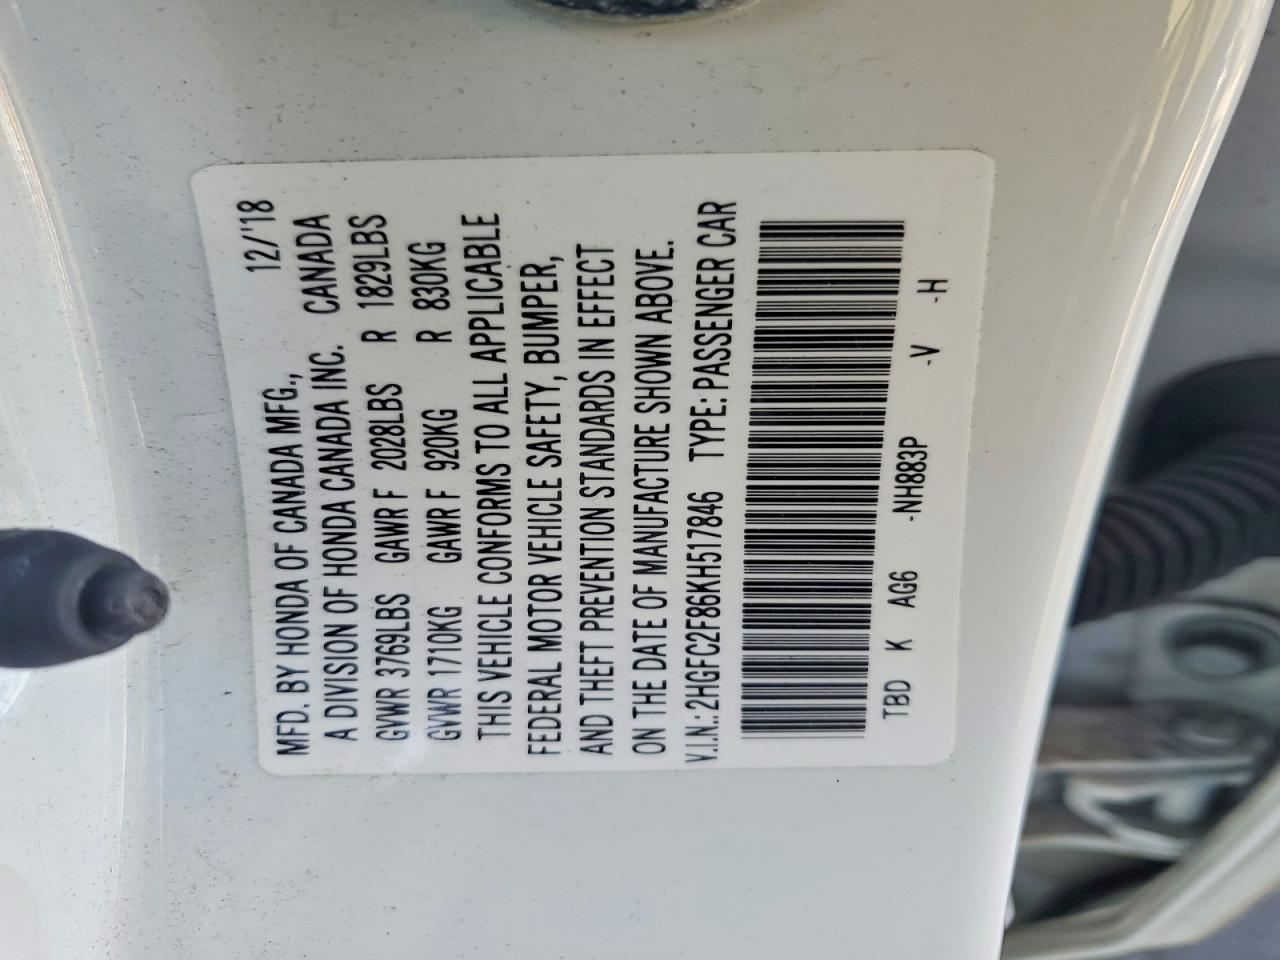 12/'18
MFD. BY HONDA OF CANADA MFG.,
A DIVISION OF HONDA CANADA INC. CANADA
GVWR 3769LBS GAWR F 2028LBS R 1829LBS
GVWR 1710KG GAWR F 920KG R 830KG
THIS VEHICLE CONFORMS TO ALL APPLICABLE
FEDERAL MOTOR VEHICLE SAFETY, BUMPER,
AND THEFT PREVENTION STANDARDS IN EFFECT
ON THE DATE OF MANUFACTURE SHOWN ABOVE.
V.I.N.: 2HGFC2F86KH517846 TYPE: PASSENGER CAR
TBD K AG6 -NH883P -V -H